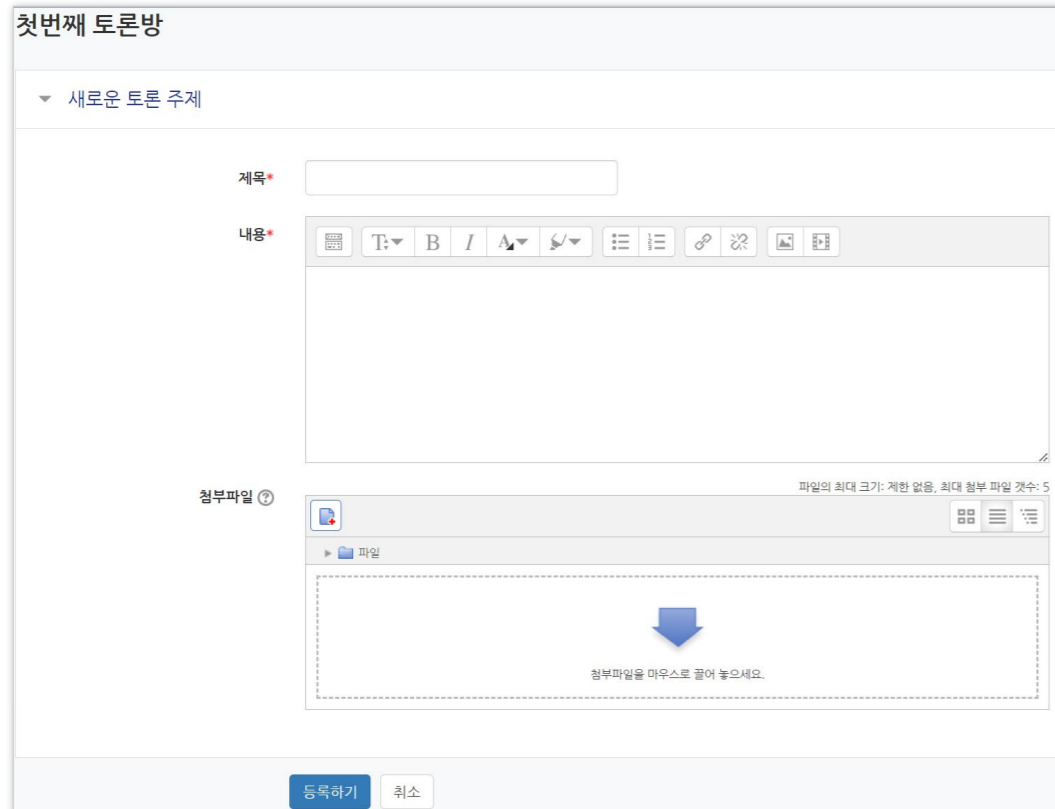 첫번째 토론방
새로운 토론 주제
제목*
내용*
첨부파일
파일의 최대 크기: 제한 없음, 최대 첨부 파일 갯수: 5
파일
첨부파일을 마우스로 끌어 놓으세요.
등록하기 취소